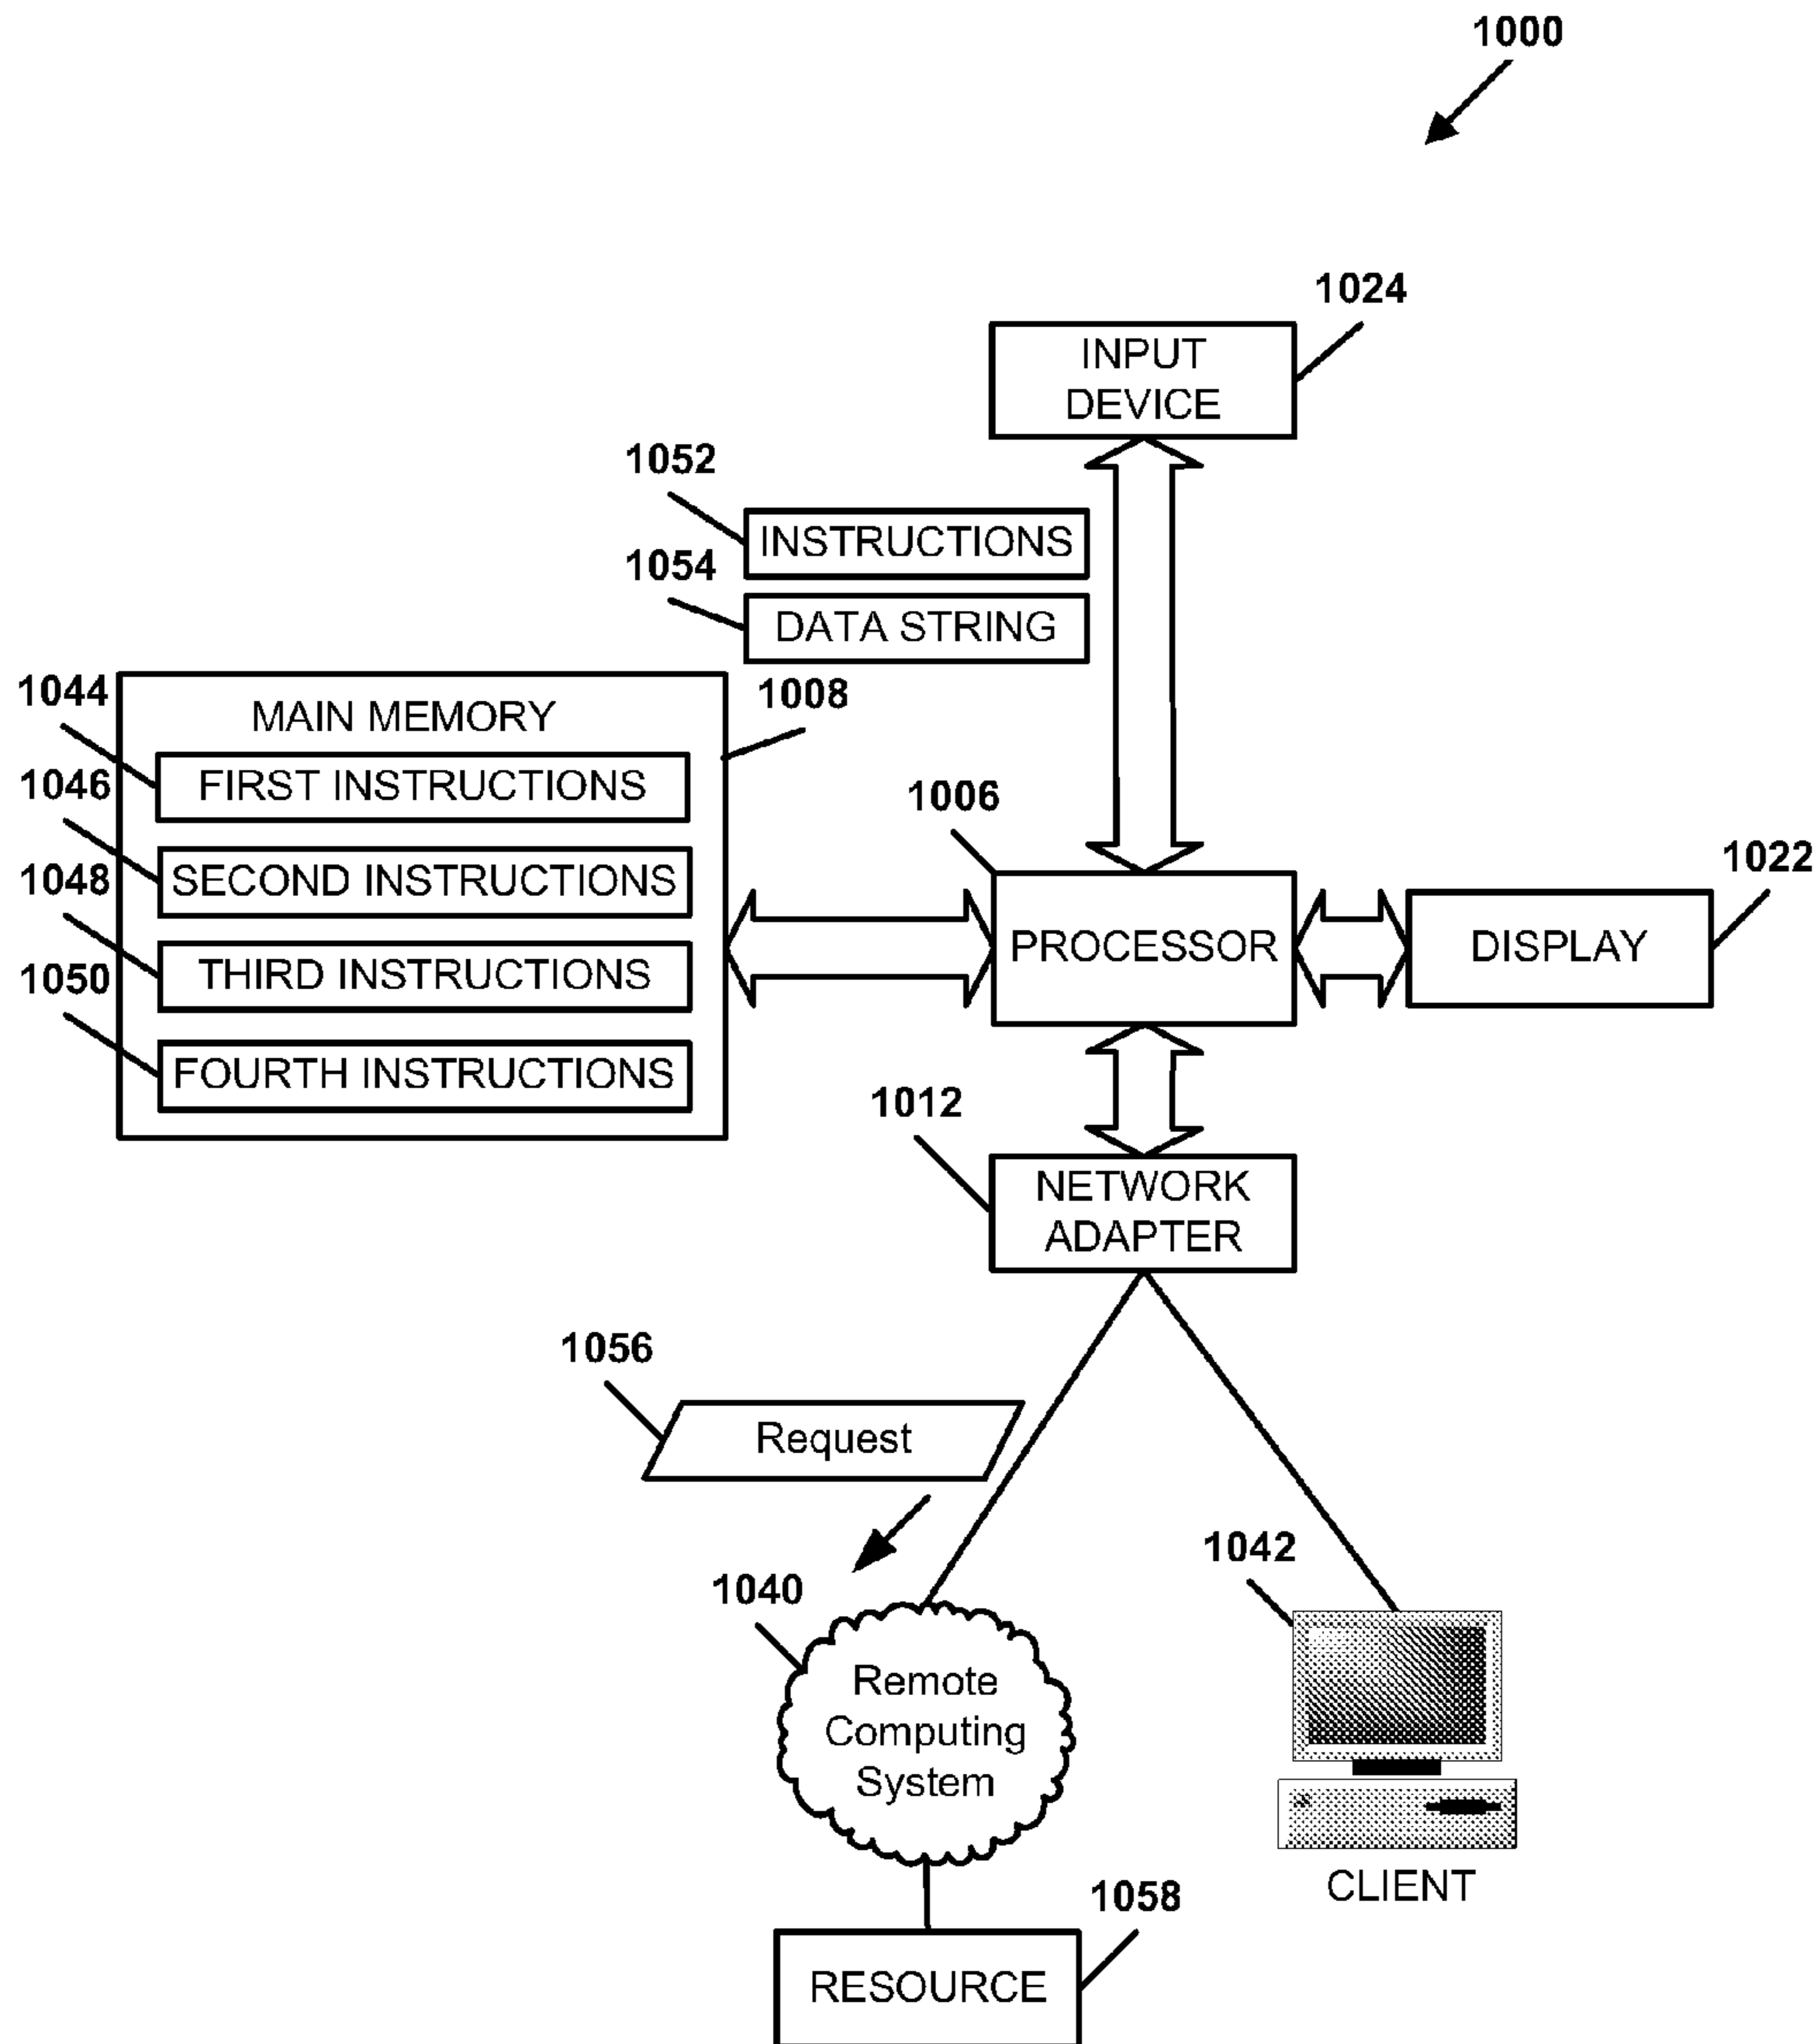 1000
1024
INPUT
DEVICE
1052
INSTRUCTIONS
1054
DATA STRING
1044
MAIN MEMORY
1008
FIRST INSTRUCTIONS
1046
SECOND INSTRUCTIONS
1048
THIRD INSTRUCTIONS
1050
FOURTH INSTRUCTIONS
1006
PROCESSOR
1022
DISPLAY
1012
NETWORK
ADAPTER
1056
Request
1040
Remote
Computing
System
1042
CLIENT
1058
RESOURCE